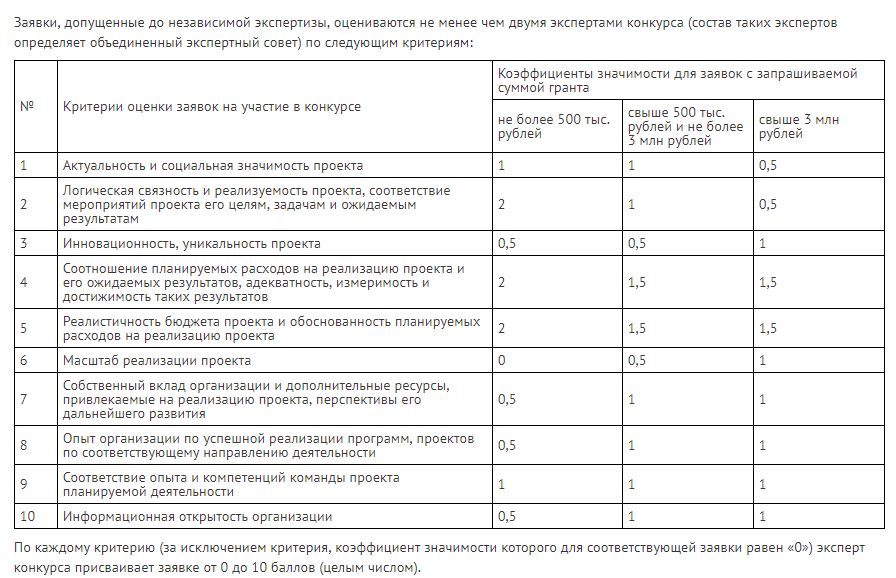 Заявки, допущенные до независимой экспертизы, оцениваются не менее чем двумя экспертами конкурса (состав таких экспертов
определяет объединенный экспертный совет) по следующим критериям:
№
Критерии оценки заявок на участие в конкурсе
Коэффициенты значимости для заявок с запрашиваемой
суммой гранта
не более 500 тыс.
рублей
свыше 500 тыс.
рублей и не более
3 млн рублей
свыше 3 млн
рублей
1 Актуальность и социальная значимость проекта 1 1 0,5
2 Логическая связность и реализуемость проекта, соответствие
мероприятий проекта его целям, задачам и ожидаемым
результатам
2 1 0,5
3 Инновационность, уникальность проекта 0,5 0,5 1
4 Соотношение планируемых расходов на реализацию проекта и
его ожидаемых результатов, адекватность, измеримость и
достижимость таких результатов
2 1,5 1,5
5 Реалистичность бюджета проекта и обоснованность планируемых
расходов на реализацию проекта
2 1,5 1,5
6 Масштаб реализации проекта 0 0,5 1
7 Собственный вклад организации и дополнительные ресурсы,
привлекаемые на реализацию проекта, перспективы его
дальнейшего развития
0,5 1 1
8 Опыт организации по успешной реализации программ, проектов
по соответствующему направлению деятельности
0,5 1 1
9 Соответствие опыта и компетенций команды проекта
планируемой деятельности
1 1 1
10 Информационная открытость организации 0,5 1 1
По каждому критерию (за исключением критерия, коэффициент значимости которого для соответствующей заявки равен «0») эксперт
конкурса присваивает заявке от 0 до 10 баллов (целым числом).